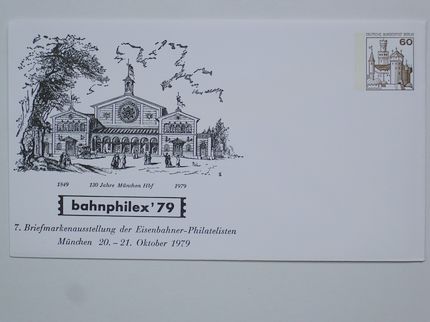 DEUTSCHE BUNDESPOST BERLIN
60
1849 130 Jahre München Hbf 1979
bahnphilex '79
7. Briefmarkenausstellung der Eisenbahner-Philatelisten
München 20. – 21. Oktober 1979